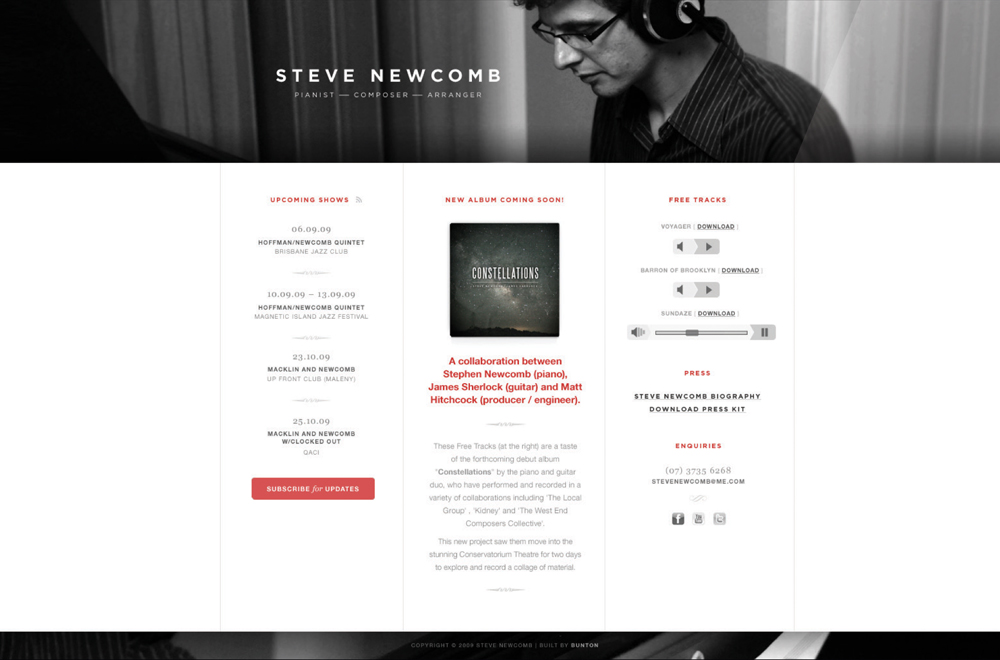 STEVE NEWCOMB
PIANIST — COMPOSER — ARRANGER
UPCOMING SHOWS
06.09.09
HOFFMAN/NEWCOMB QUINTET
BRISBANE JAZZ CLUB
10.09.09 – 13.09.09
HOFFMAN/NEWCOMB QUINTET
MAGNETIC ISLAND JAZZ FESTIVAL
23.10.09
MACKLIN AND NEWCOMB
UP FRONT CLUB (MALENY)
25.10.09
MACKLIN AND NEWCOMB
W/CLOCKED OUT
QACI
SUBSCRIBE for UPDATES
NEW ALBUM COMING SOON!
CONSTELLATIONS
A collaboration between
Stephen Newcomb (piano),
James Sherlock (guitar) and Matt
Hitchcock (producer / engineer).
These Free Tracks (at the right) are a taste
of the forthcoming debut album
"Constellations" by the piano and guitar
duo, who have performed and recorded in a
variety of collaborations including 'The Local
Group' , 'Kidney' and 'The West End
Composers Collective'.
This new project saw them move into the
stunning Conservatorium Theatre for two days
to explore and record a collage of material.
FREE TRACKS
VOYAGER | DOWNLOAD |
BARRON OF BROOKLYN | DOWNLOAD |
SUNDAZE | DOWNLOAD |
PRESS
STEVE NEWCOMB BIOGRAPHY
DOWNLOAD PRESS KIT
ENQUIRIES
(07) 3735 6268
STEVENEWCOMB@ME.COM
COPYRIGHT © 2009 STEVE NEWCOMB | BUILT BY BUNTON